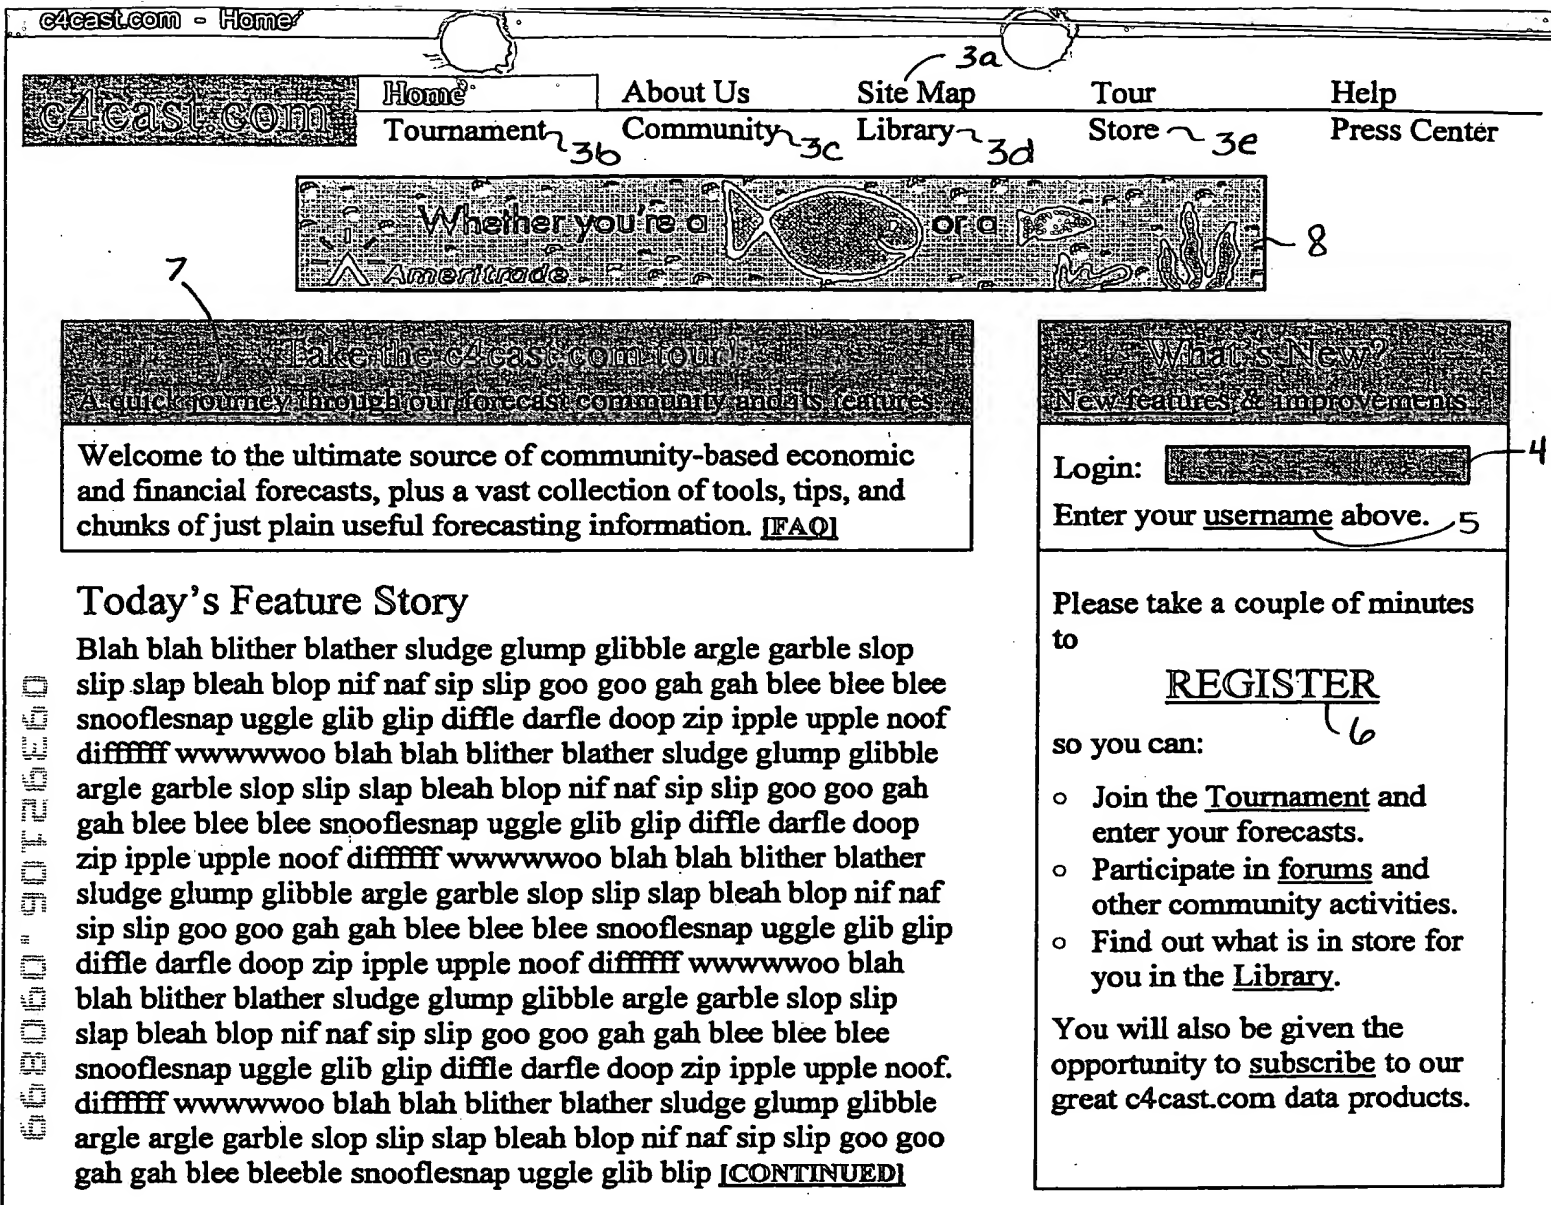 c4cast.com - Home
3a
c4cast.com
Home About Us Site Map Tour Help
Tournament Community Library Store Press Center
3b 3c 3d 3e
Whether you're a or a
Ameritrade
8
7
Take the c4cast.com tour!
A quick journey through our forecast community and its features
Welcome to the ultimate source of community-based economic
and financial forecasts, plus a vast collection of tools, tips, and
chunks of just plain useful forecasting information. [FAQ]
What's New?
New features & improvements
Login:
4
Enter your username above.
5
Today's Feature Story
Blah blah blither blather sludge glump glibble argle garble slop
slip slap bleah blop nif naf sip slip goo goo gah gah blee blee blee
snooflesnap uggle glib glip diffle darfle doop zip ipple upple noof
diffffff wwwwwoo blah blah blither blather sludge glump glibble
argle garble slop slip slap bleah blop nif naf sip slip goo goo gah
gah blee blee blee snooflesnap uggle glib glip diffle darfle doop
zip ipple upple noof diffffff wwwwwoo blah blah blither blather
sludge glump glibble argle garble slop slip slap bleah blop nif naf
sip slip goo goo gah gah blee blee blee snooflesnap uggle glib glip
diffle darfle doop zip ipple upple noof diffffff wwwwwoo blah
blah blither blather sludge glump glibble argle garble slop slip
slap bleah blop nif naf sip slip goo goo gah gah blee blee blee
snooflesnap uggle glib glip diffle darfle doop zip ipple upple noof.
diffffff wwwwwoo blah blah blither blather sludge glump glibble
argle argle garble slop slip slap bleah blop nif naf sip slip goo goo
gah gah blee bleeble snooflesnap uggle glib blip [CONTINUED]
Please take a couple of minutes
to
REGISTER
6
so you can:
o Join the Tournament and
enter your forecasts.
o Participate in forums and
other community activities.
o Find out what is in store for
you in the Library.
You will also be given the
opportunity to subscribe to our
great c4cast.com data products.